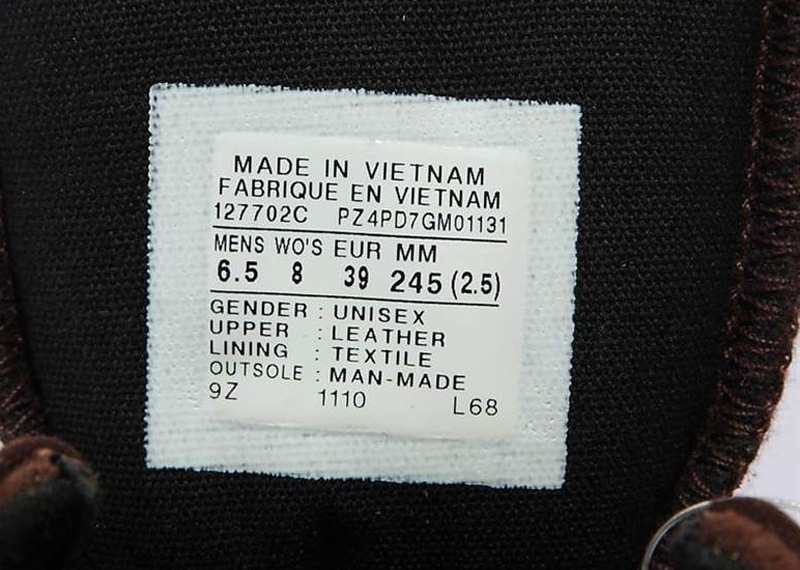 MADE IN VIETNAM
FABRIQUE EN VIETNAM
127702C PZ4PD7GM01131
MENS WO'S EUR MM
6.5 8 39 245 (2.5)
GENDER : UNISEX
UPPER : LEATHER
LINING : TEXTILE
OUTSOLE : MAN-MADE
9Z 1110 L68